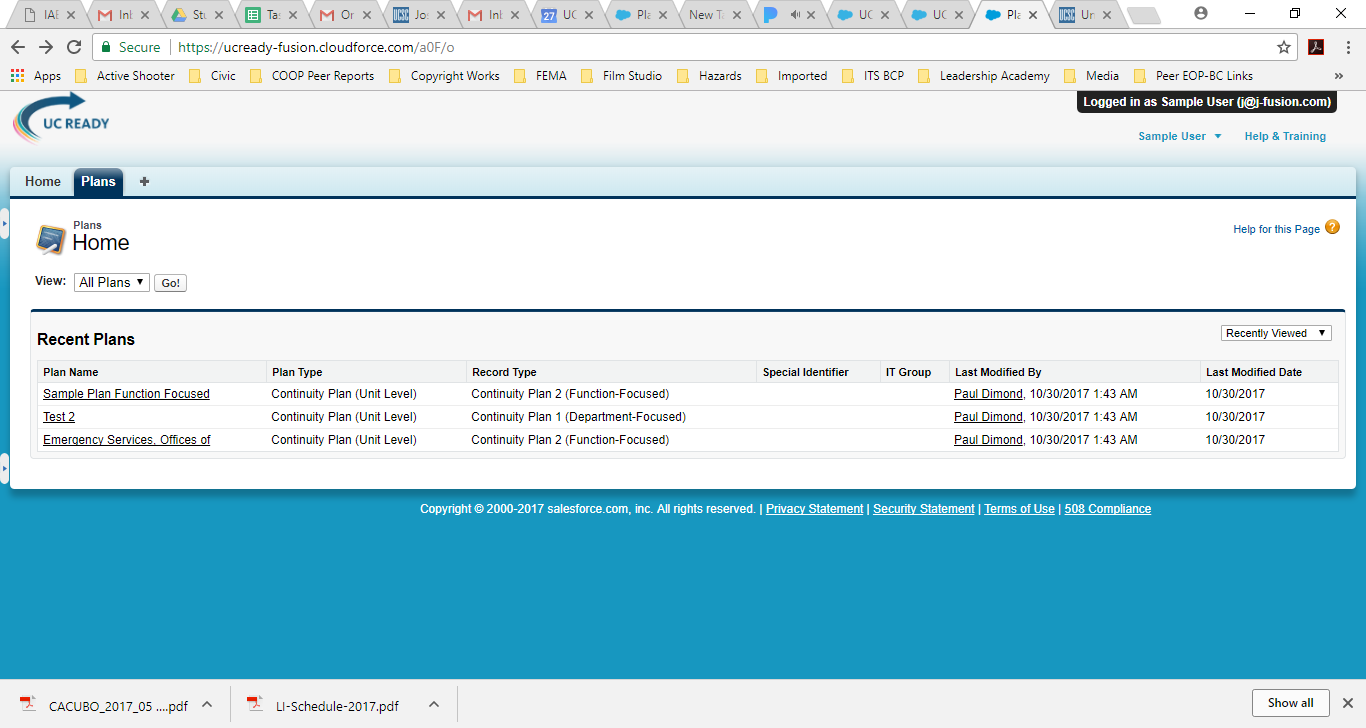 IAE Inl Stu Tas Or UCSC Jos Inl 27 UC Pla New Ta UC UC Pla UCSC Un
Secure https://ucready-fusion.cloudforce.com/a0F/o
Apps Active Shooter Civic COOP Peer Reports Copyright Works FEMA Film Studio Hazards Imported ITS BCP Leadership Academy Media Peer EOP-BC Links »
Logged in as Sample User (j@j-fusion.com)
UC READY
Sample User Help & Training
Home Plans
Plans
Home
Help for this Page ?
View: All Plans Go!
Recent Plans
Recently Viewed
Plan Name Plan Type Record Type Special Identifier IT Group Last Modified By Last Modified Date
Sample Plan Function Focused Continuity Plan (Unit Level) Continuity Plan 2 (Function-Focused) Paul Dimond, 10/30/2017 1:43 AM 10/30/2017
Test 2 Continuity Plan (Unit Level) Continuity Plan 1 (Department-Focused) Paul Dimond, 10/30/2017 1:43 AM 10/30/2017
Emergency Services, Offices of Continuity Plan (Unit Level) Continuity Plan 2 (Function-Focused) Paul Dimond, 10/30/2017 1:43 AM 10/30/2017
Copyright © 2000-2017 salesforce.com, inc. All rights reserved. | Privacy Statement | Security Statement | Terms of Use | 508 Compliance
CACUBO_2017_05 ....pdf LI-Schedule-2017.pdf Show all